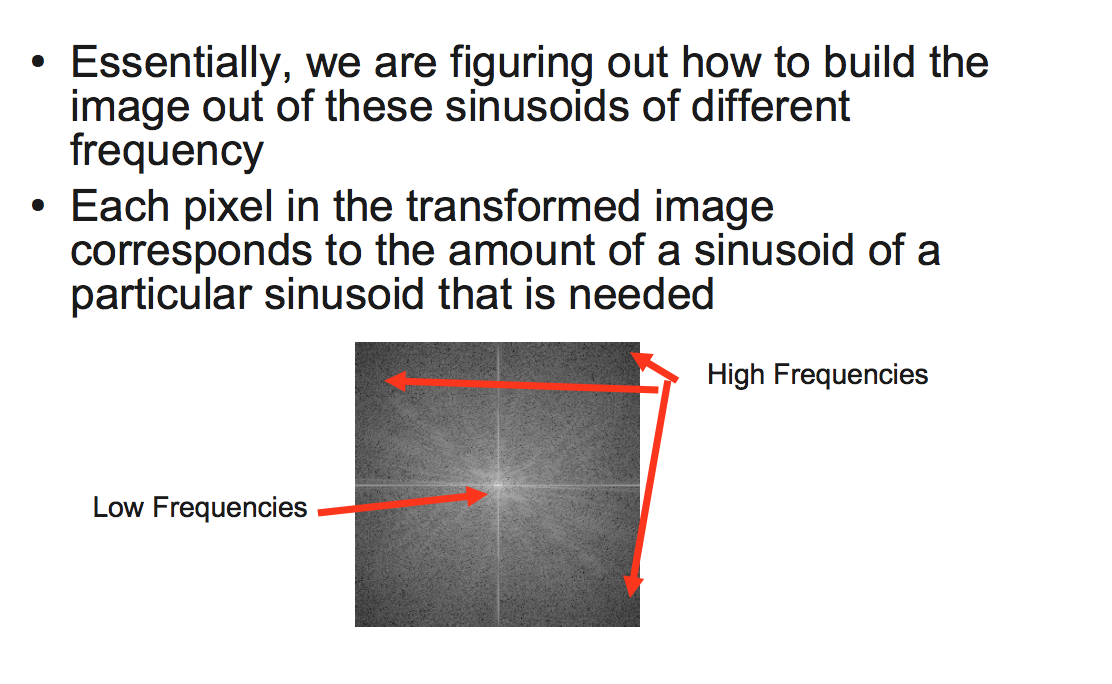 • Essentially, we are figuring out how to build the
image out of these sinusoids of different
frequency
• Each pixel in the transformed image
corresponds to the amount of a sinusoid of a
particular sinusoid that is needed
High Frequencies
Low Frequencies